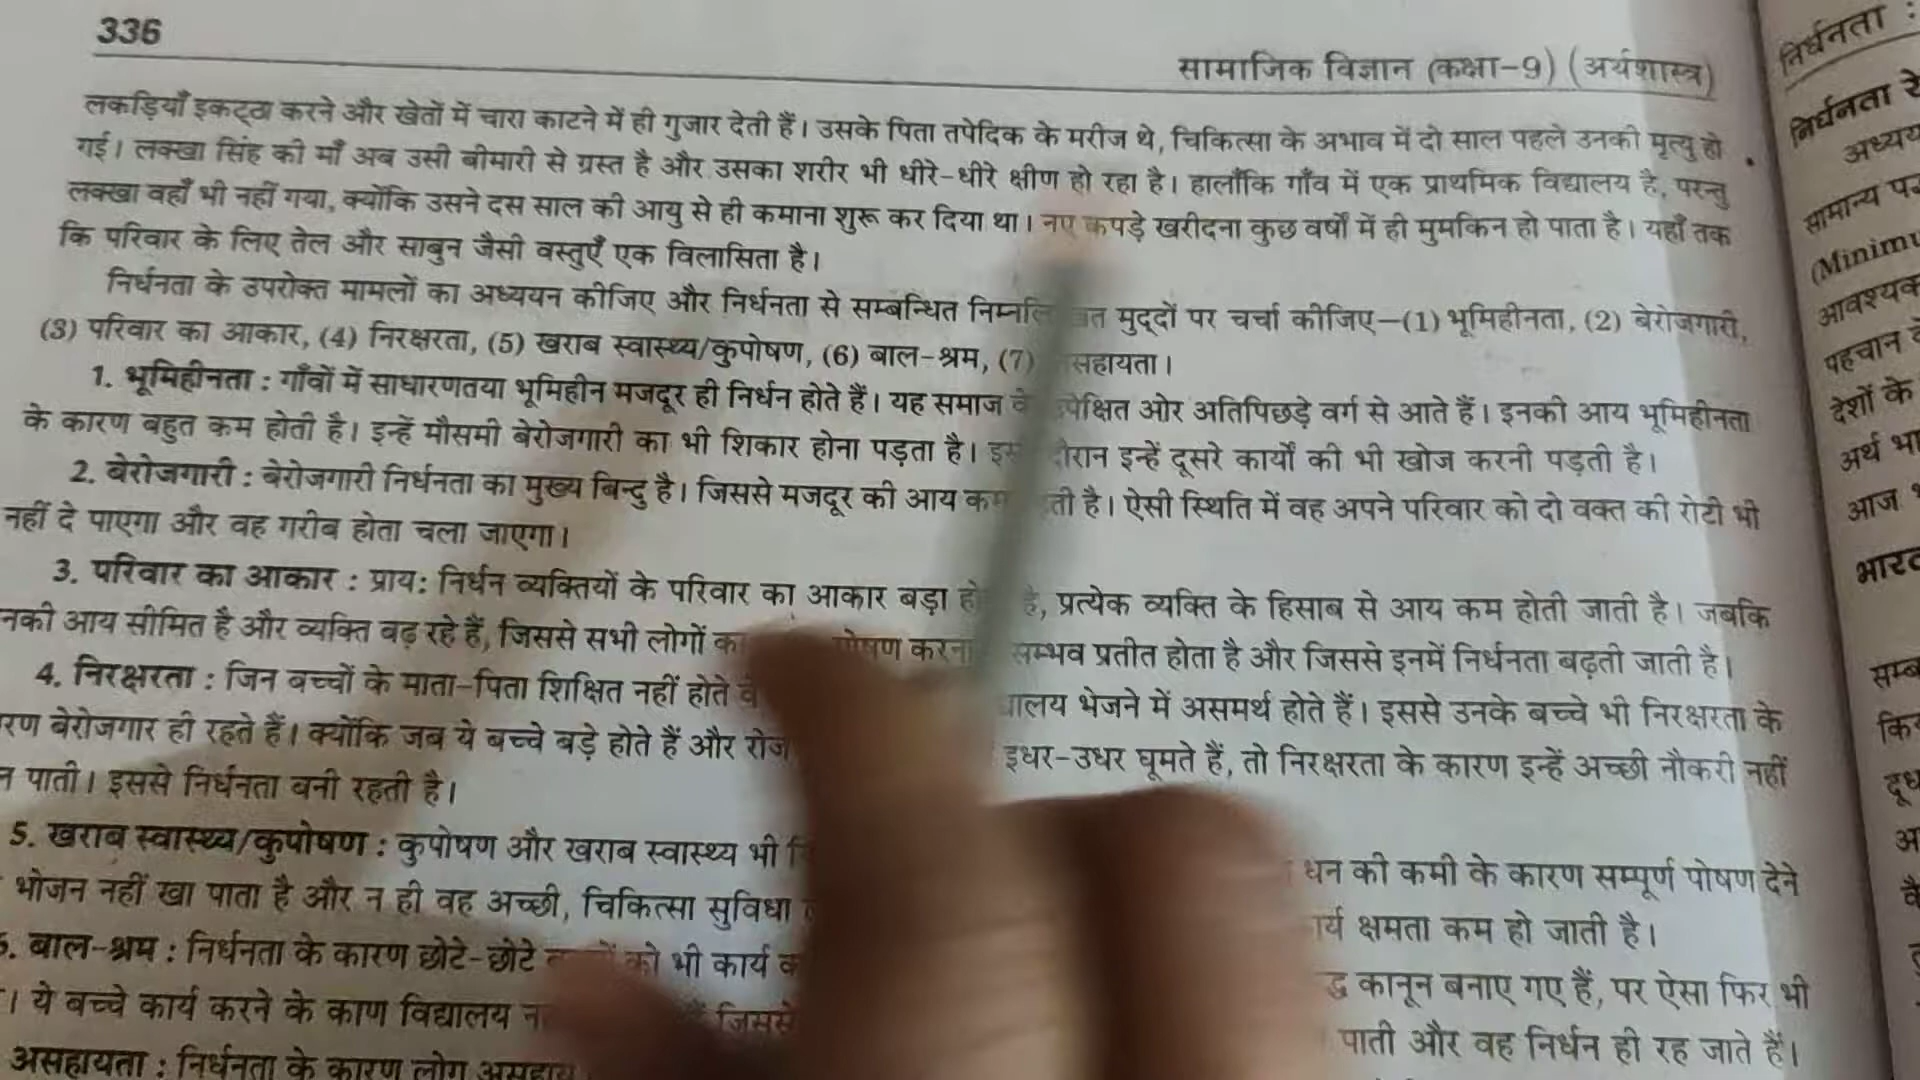 336
सामाजिक विज्ञान (कक्षा-9) (अर्थशास्त्र)
लकड़ियाँ इकट्ठा करने और खेतों में चारा काटने में ही गुजार देती हैं। उसके पिता तपेदिक के मरीज थे, चिकित्सा के अभाव में दो साल पहले उनकी मृत्यु हो
गई। लक्खा सिंह की माँ अब उसी बीमारी से ग्रस्त है और उसका शरीर भी धीरे-धीरे क्षीण हो रहा है। हालाँकि गाँव में एक प्राथमिक विद्यालय है, परन्तु
लक्खा वहाँ भी नहीं गया, क्योंकि उसने दस साल की आयु से ही कमाना शुरू कर दिया था। नए कपड़े खरीदना कुछ वर्षों में ही मुमकिन हो पाता है। यहाँ तक
कि परिवार के लिए तेल और साबुन जैसी वस्तुएँ एक विलासिता है।
निर्धनता के उपरोक्त मामलों का अध्ययन कीजिए और निर्धनता से सम्बन्धित मुद्दों पर चर्चा कीजिए—(1) भूमिहीनता, (2) बेरोजगारी,
(3) परिवार का आकार, (4) निरक्षरता, (5) खराब स्वास्थ्य/कुपोषण, (6) बाल-श्रम, (7) सहायता।
1. भूमिहीनता : गाँवों में साधारणतया भूमिहीन मजदूर ही निर्धन होते हैं। यह समाज के ओर अतिपिछड़े वर्ग से आते हैं। इनकी आय भूमिहीनता
के कारण बहुत कम होती है। इन्हें मौसमी बेरोजगारी का भी शिकार होना पड़ता है। दौरान इन्हें दूसरे कार्यों की भी खोज करनी पड़ती है।
2. बेरोजगारी : बेरोजगारी निर्धनता का मुख्य बिन्दु है। जिससे मजदूर की आय कम है। ऐसी स्थिति में वह अपने परिवार को दो वक्त की रोटी भी
नहीं दे पाएगा और वह गरीब होता चला जाएगा।
3. परिवार का आकार : प्राय: निर्धन व्यक्तियों के परिवार का आकार बड़ा है, प्रत्येक व्यक्ति के हिसाब से आय कम होती जाती है। जबकि
नकी आय सीमित है और व्यक्ति बढ़ रहे हैं, जिससे सभी लोगों करना सम्भव प्रतीत होता है और जिससे इनमें निर्धनता बढ़ती जाती है।
4. निरक्षरता : जिन बच्चों के माता-पिता शिक्षित नहीं होते भेजने में असमर्थ होते हैं। इससे उनके बच्चे भी निरक्षरता के
रण बेरोजगार ही रहते हैं। क्योंकि जब ये बच्चे बड़े होते हैं और इधर-उधर घूमते हैं, तो निरक्षरता के कारण इन्हें अच्छी नौकरी नहीं
न पाती। इससे निर्धनता बनी रहती है।
5. खराब स्वास्थ्य/कुपोषण : कुपोषण और खराब स्वास्थ्य भी धन की कमी के कारण सम्पूर्ण पोषण देने
भोजन नहीं खा पाता है और न ही वह अच्छी, चिकित्सा सुविधा क्षमता कम हो जाती है।
बाल-श्रम : निर्धनता के कारण छोटे-छोटे को भी कार्य कानून बनाए गए हैं, पर ऐसा फिर भी
। ये बच्चे कार्य करने के काण विद्यालय जिससे पाती और वह निर्धन ही रह जाते हैं।
असहायता : निर्धनता के कारण लोग
निर्धनता :
निर्धनता
सामान्य
आवश्यक
पहचान
देशों के
अर्थ
आज